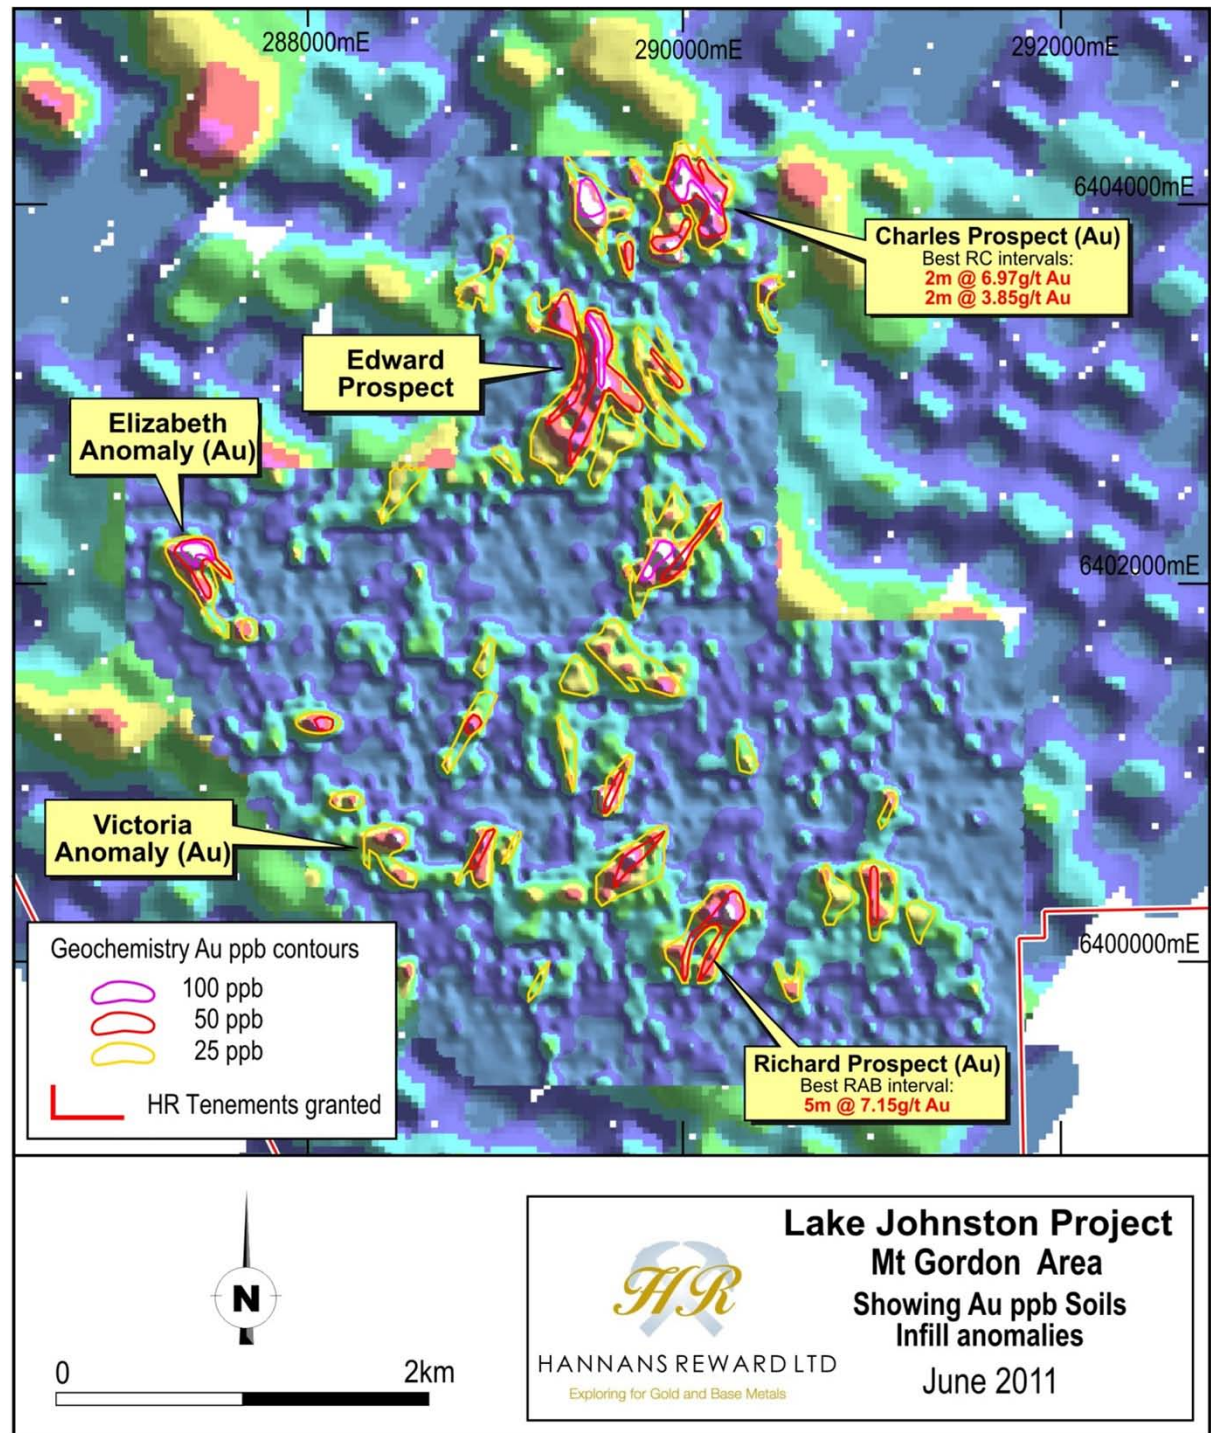 288000mE
290000mE
292000mE
6404000mE
Charles Prospect (Au)
Best RC intervals:
2m @ 6.97g/t Au
2m @ 3.85g/t Au
Edward
Prospect
Elizabeth
Anomaly (Au)
6402000mE
Victoria
Anomaly (Au)
Geochemistry Au ppb contours
100 ppb
50 ppb
25 ppb
HR Tenements granted
6400000mE
Richard Prospect (Au)
Best RAB interval:
5m @ 7.15g/t Au
N
0 2km
HR
HANNANS REWARD LTD
Exploring for Gold and Base Metals
Lake Johnston Project
Mt Gordon Area
Showing Au ppb Soils
Infill anomalies
June 2011